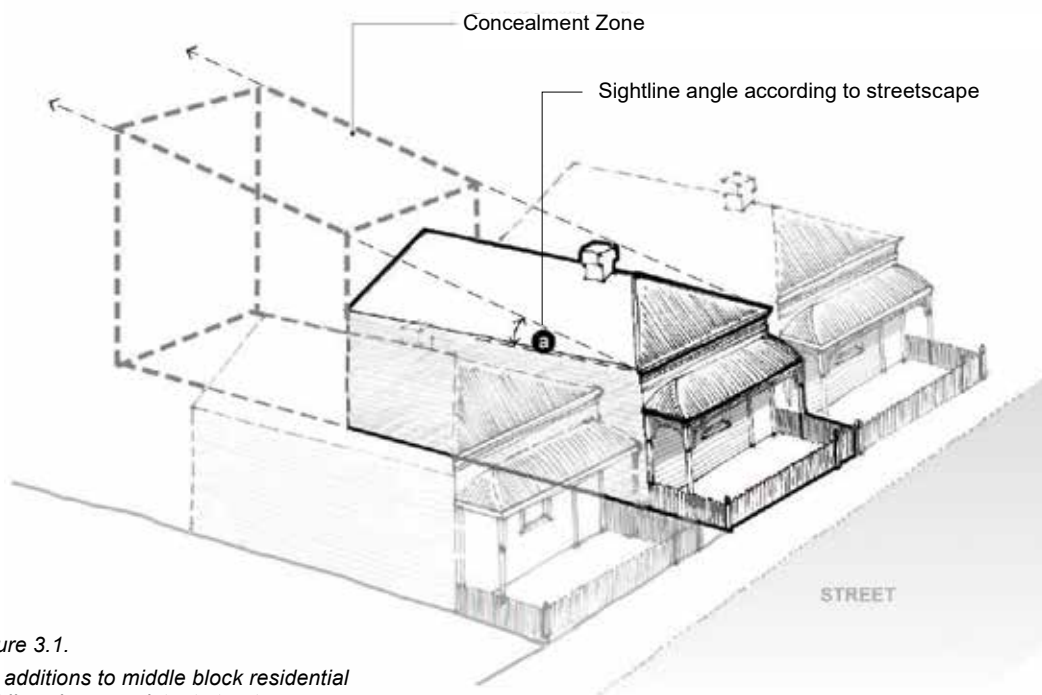 Concealment Zone
Sightline angle according to streetscape
a
STREET
ure 3.1.
additions to middle block residential